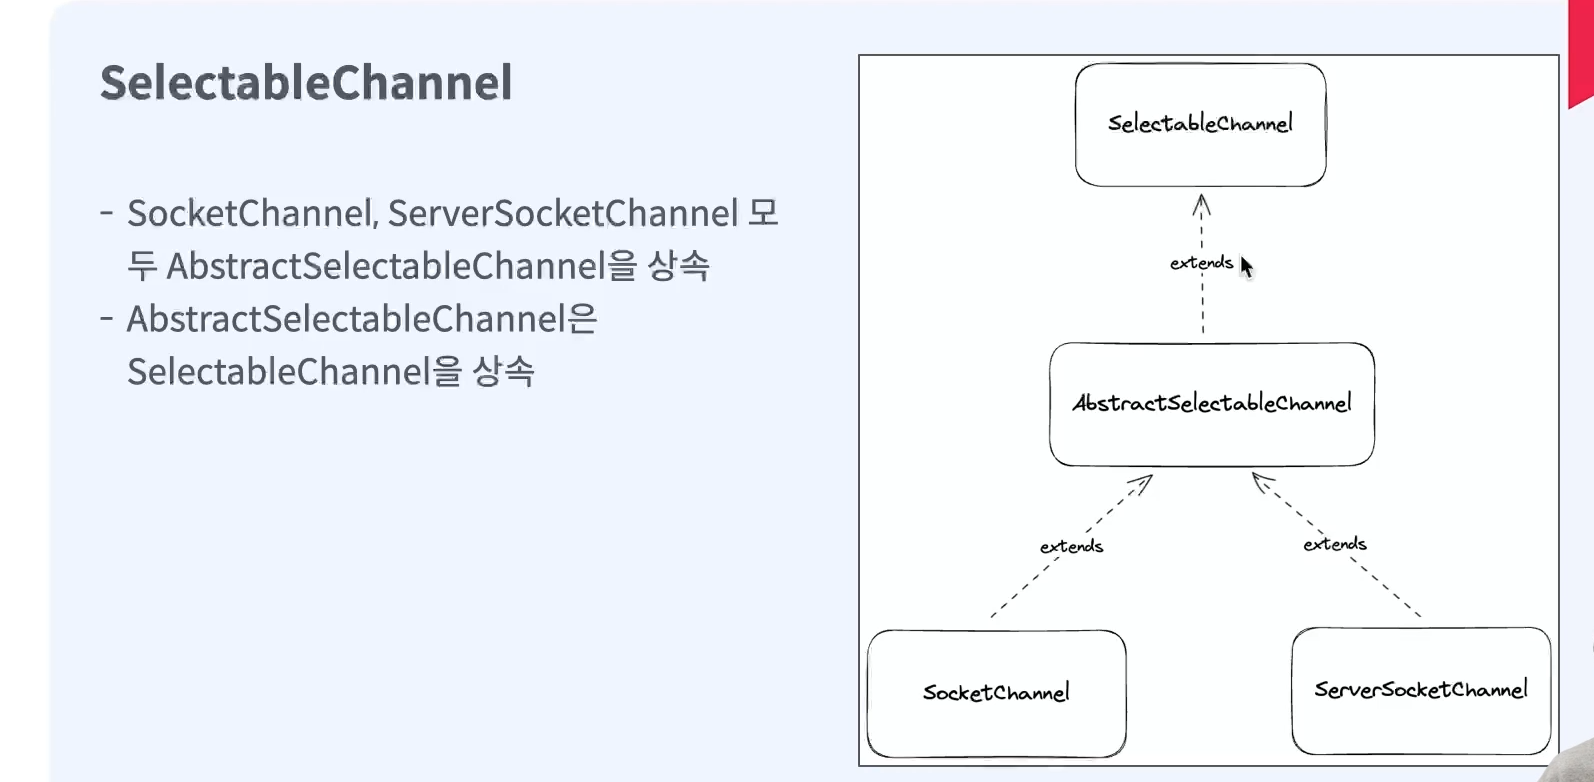 SelectableChannel
- SocketChannel, ServerSocketChannel 모
두 AbstractSelectableChannel을 상속
- AbstractSelectableChannel은
SelectableChannel을 상속
SelectableChannel
extends
AbstractSelectableChannel
extends
extends
SocketChannel
ServerSocketChannel